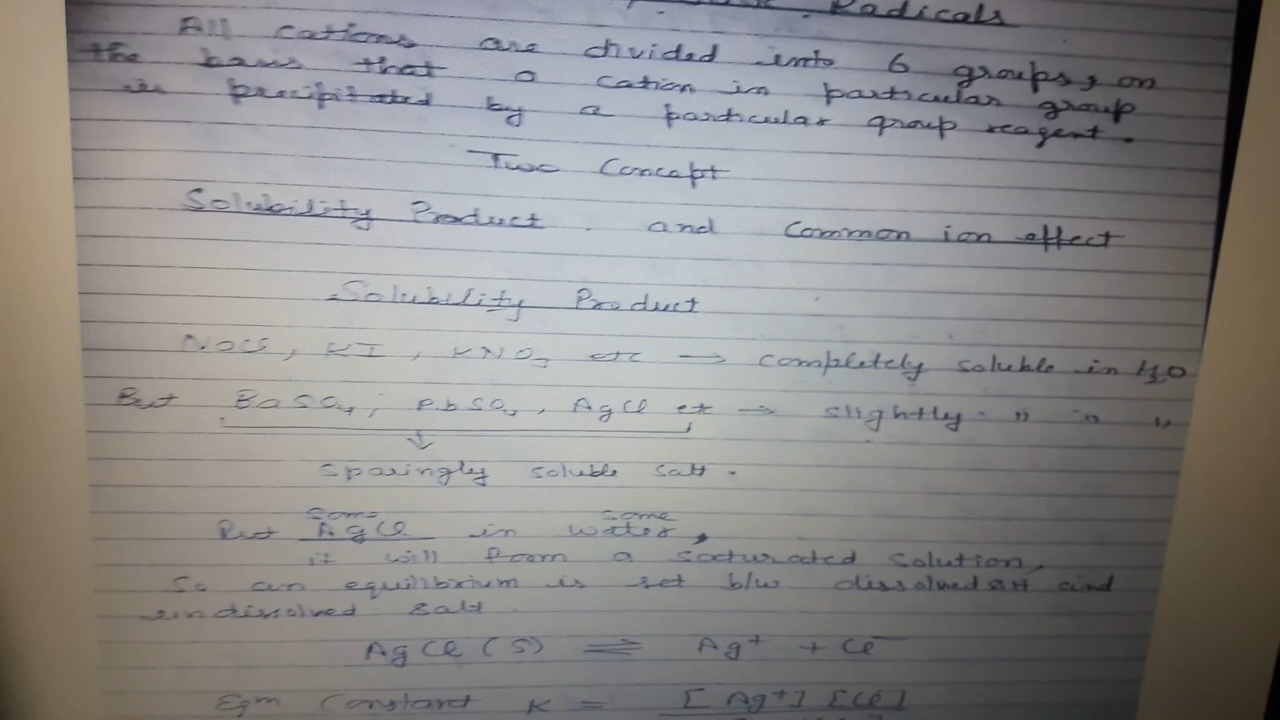 Radicals
All cations are divided into 6 groups, on
the basis that a cation in particular group
is precipitated by a particular group reagent.
Two Concept
Solubility Product. and Common ion effect
Solubility Product
NaCl, KI, KNO3 etc → completely soluble in H2O
But BaSO4, PbSO4, AgCl etc → slightly " in "
↓
Sparingly soluble salt.
some some
Put AgCl in water,
it will form a saturated solution,
So an equilibrium is set b/w dissolved salt and
undissolved salt
AgCl (s) ⇌ Ag+ + Cl-
Eqm Constant K = [Ag+] [Cl-]